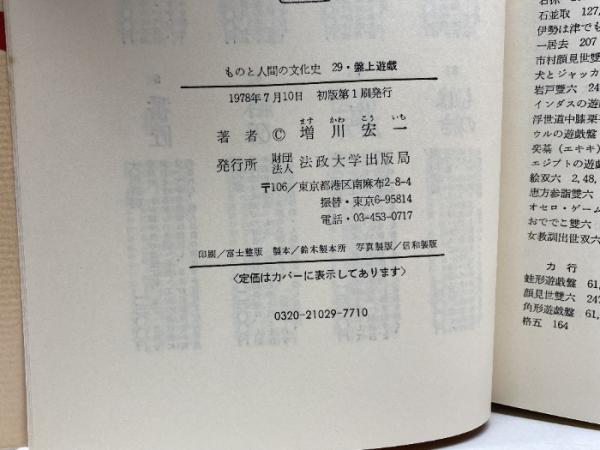 ものと人間の文化史 29・盤上遊戯
1978年7月10日 初版第1刷発行
ます かわ こう いち
著者 © 増川宏一
発行所 財団法人 法政大学出版局
〒106/東京都港区南麻布2-8-4
振替・東京6-95814
電話・03-453-0717
印刷/富士整版 製本/鈴木製本所 写真製版/信和製版
〈定価はカバーに表示してあります〉
0320-21029-7710
石並取 127,
伊勢は津でも
一居去 207
市村顔見世雙
犬とジャッカ
岩戸雙六 24
インダスの遊
浮世道中膝栗
ウルの遊戯盤
奕棊（エキキ）
エジプトの遊
絵双六 2, 48,
恵方参詣雙六
オセロ・ゲーム
おででこ雙六
女教訓出世双六
カ行
蛙形遊戯盤 61,
顔見世雙六 247
角形遊戯盤 61,
格五 164